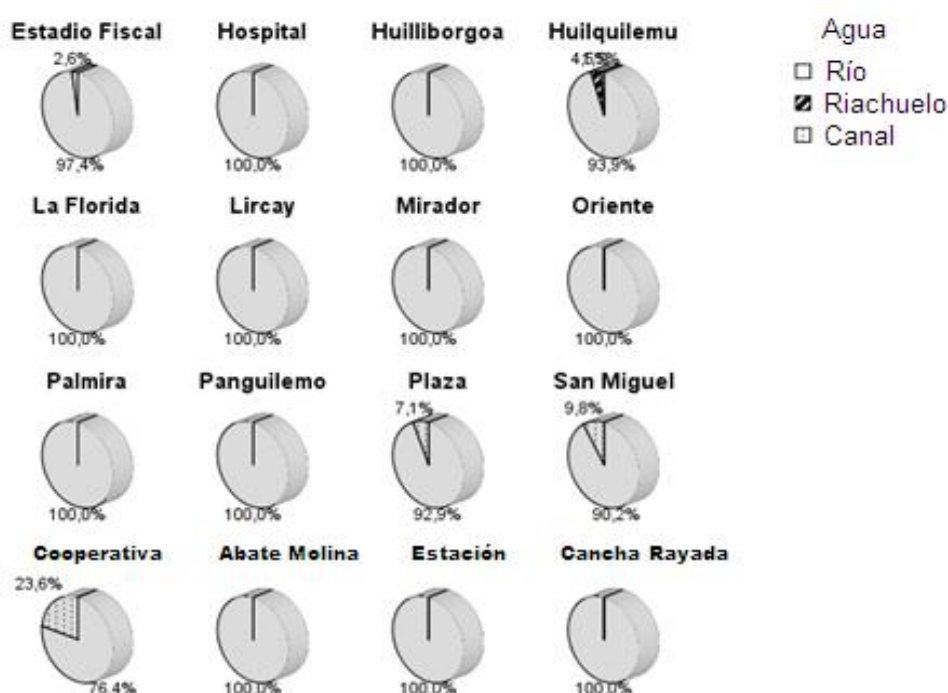 Estadio Fiscal Hospital Huilliborgoa Huilquilemu
2,6%
97,4% 100,0% 100,0% 93,9%
Agua
Río
Riachuelo
Canal
La Florida Lircay Mirador Oriente
100,0% 100,0% 100,0% 100,0%
Palmira Panguilemo Plaza San Miguel
7,1% 9,8%
100,0% 100,0% 92,9% 90,2%
Cooperativa Abate Molina Estación Cancha Rayada
23,6%
76,4% 100,0% 100,0% 100,0%